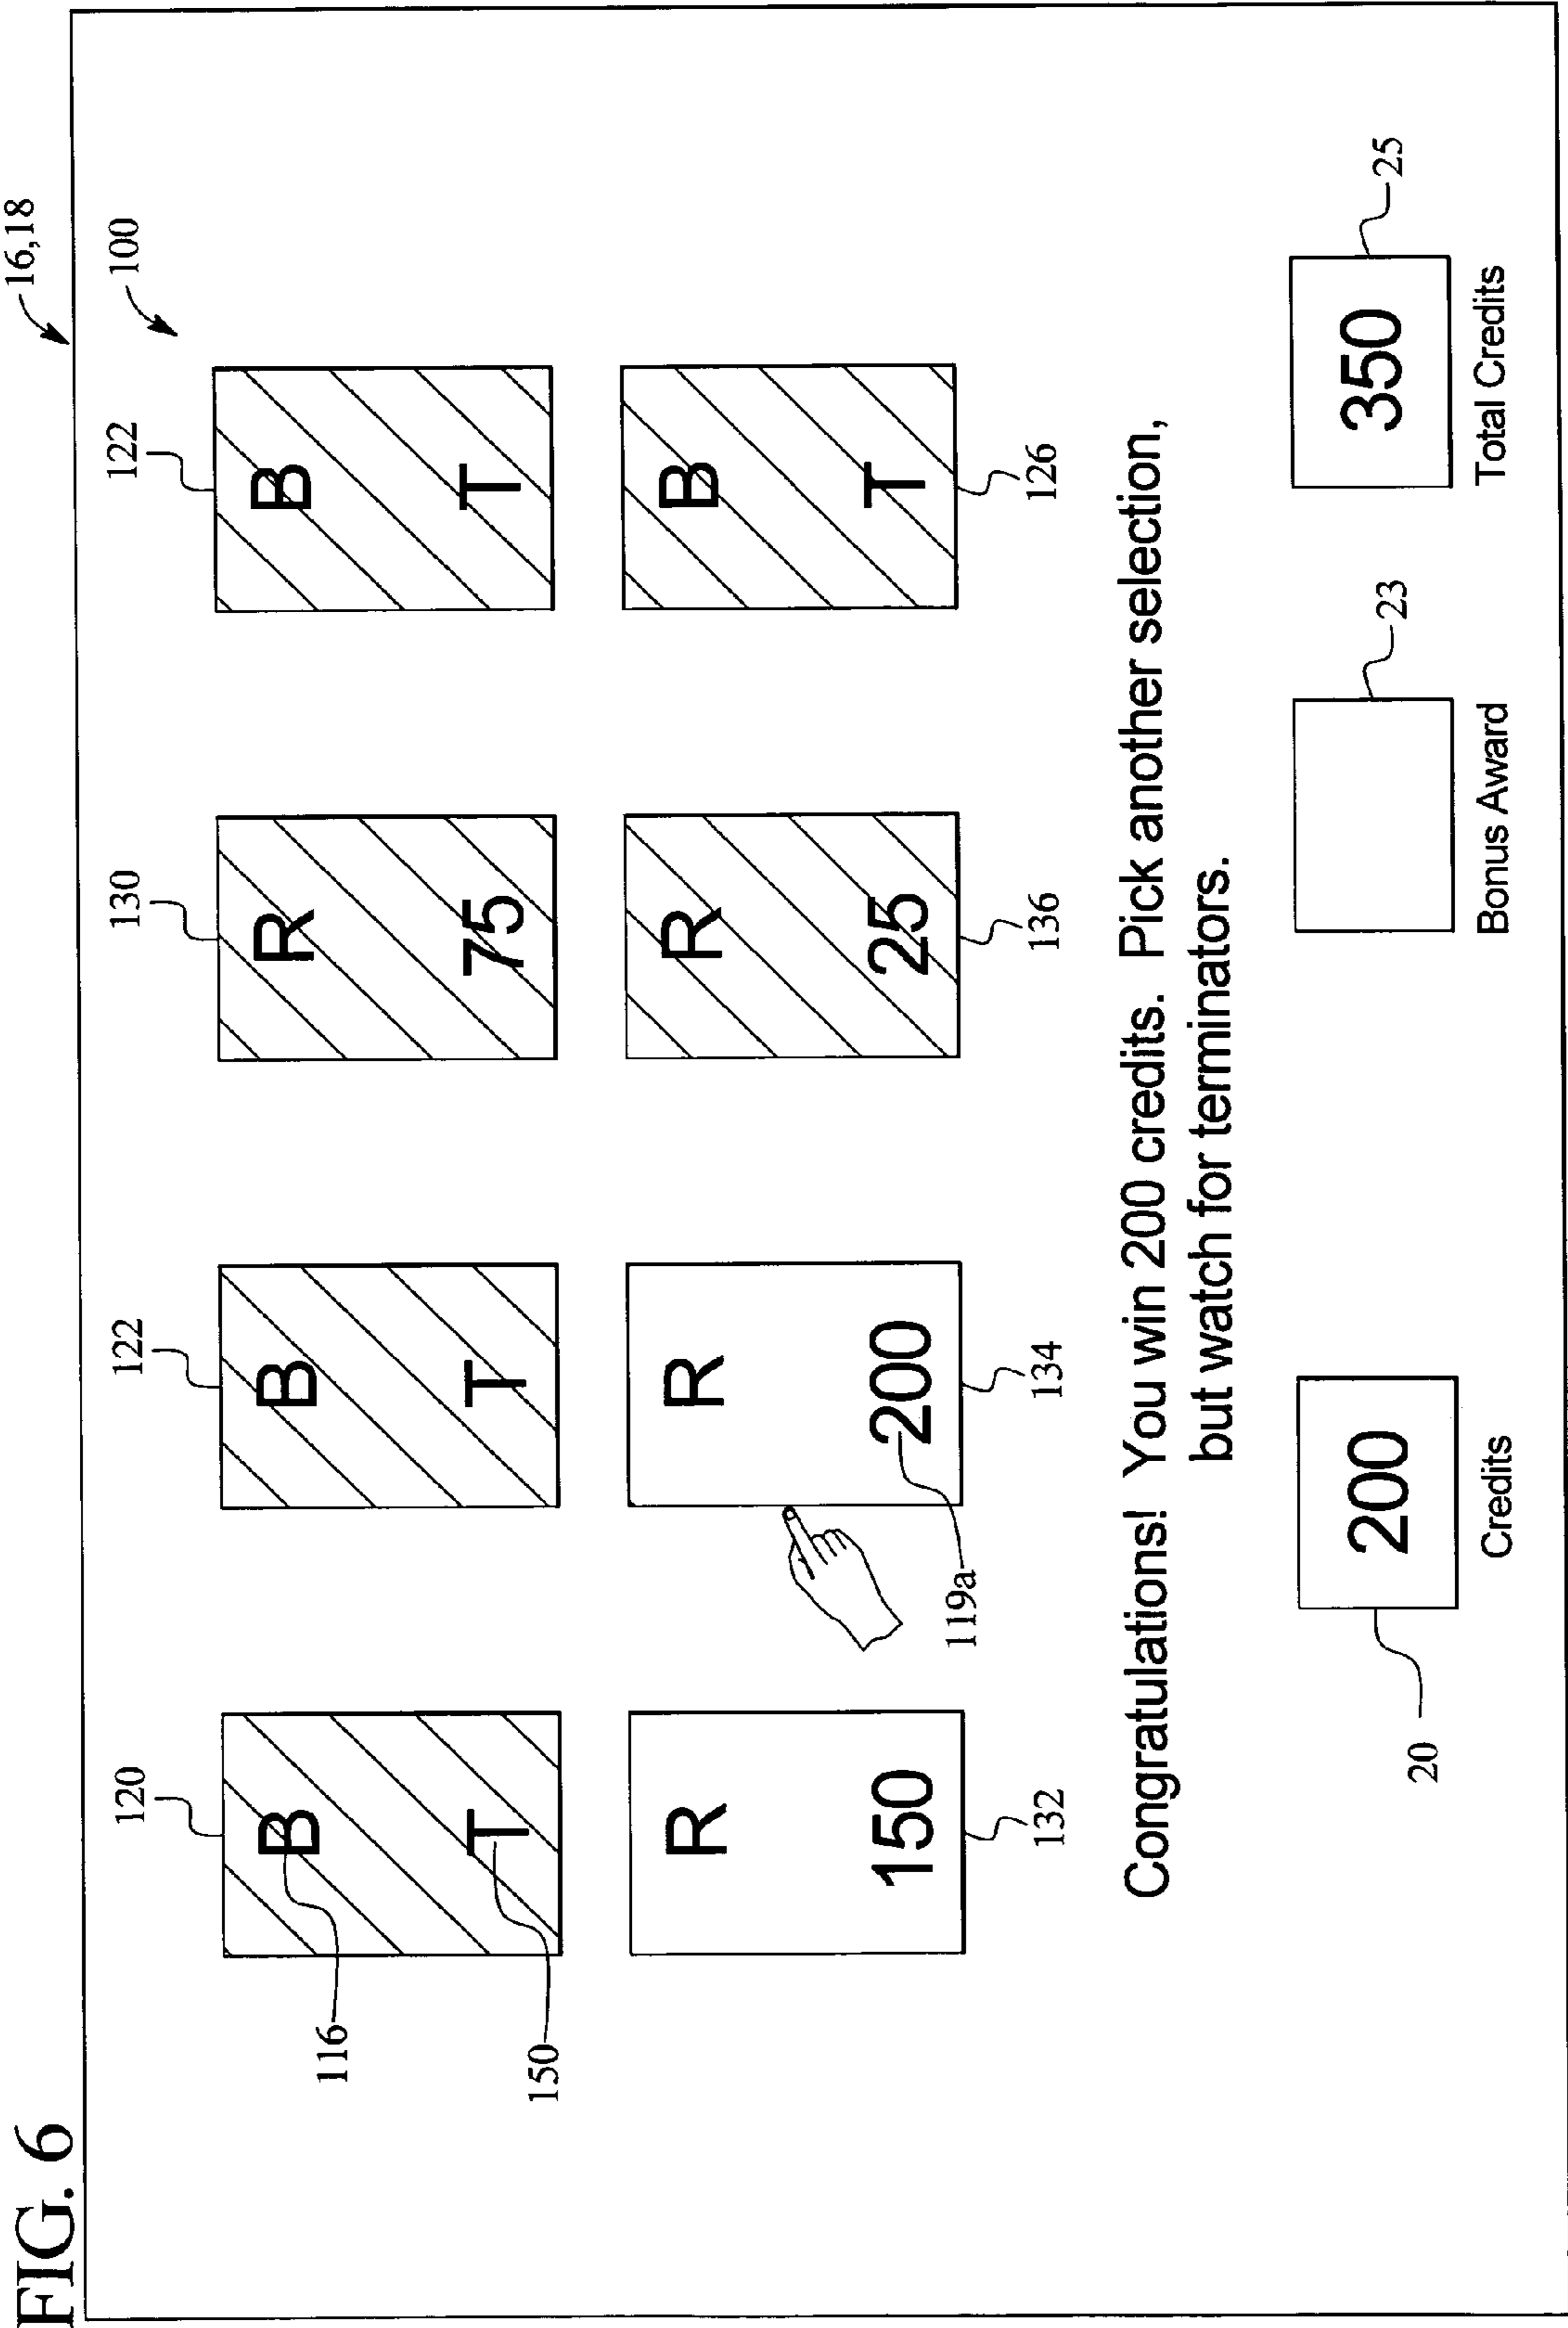 FIG. 6
16,18
100
120
122
130
122
B
B
R
B
116
T
T
75
T
150
R
R
R
B
150
200
25
T
119a
132
134
136
126
Congratulations! You win 200 credits. Pick another selection,
but watch for terminators.
20
200
23
350
25
Credits
Bonus Award
Total Credits